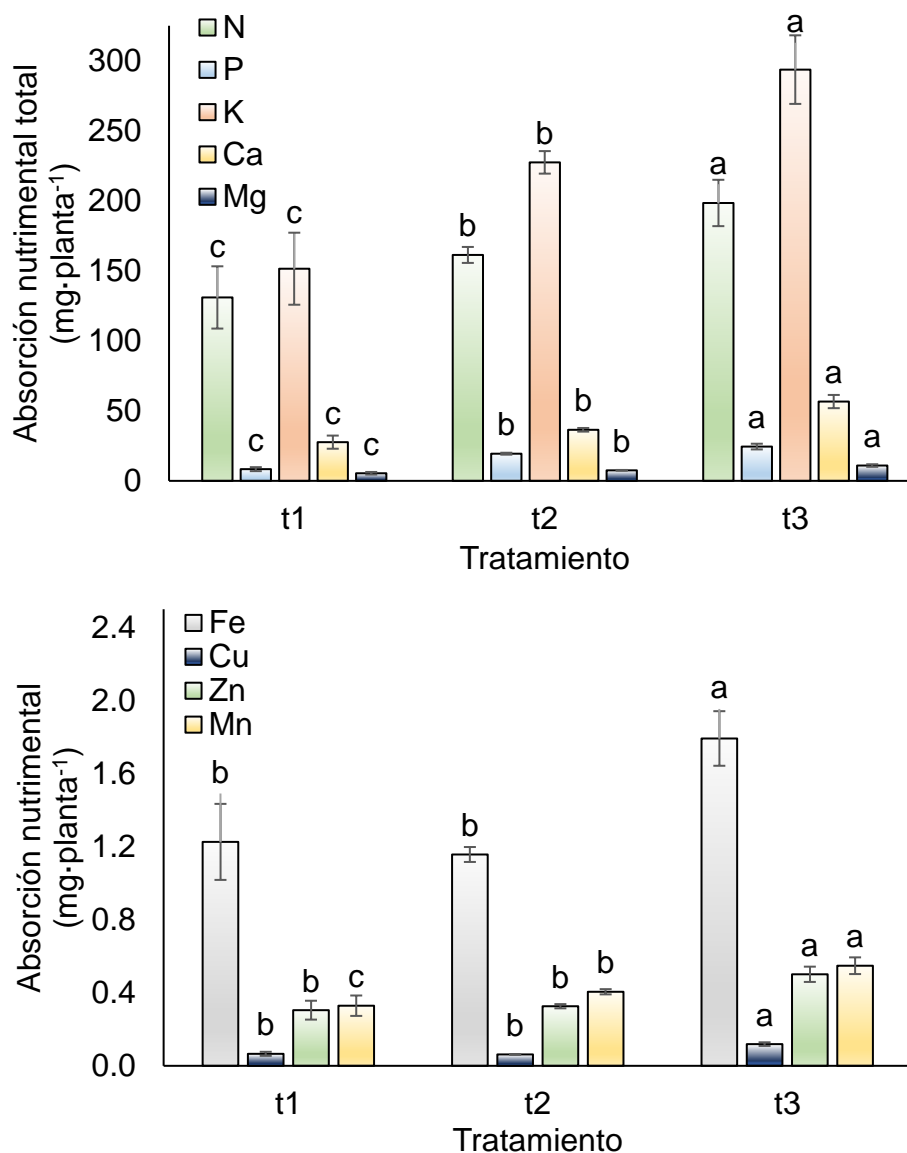 N
P
K
Ca
Mg
Absorción nutrimental total
(mg·planta⁻¹)
300
250
200
150
100
50
0
c
c
c
c
c
b
b
b
b
b
a
a
a
a
a
t1
t2
t3
Tratamiento
Fe
Cu
Zn
Mn
Absorción nutrimental
(mg·planta⁻¹)
2.4
2.0
1.6
1.2
0.8
0.4
0.0
b
b
b
c
b
b
b
b
a
a
a
a
t1
t2
t3
Tratamiento